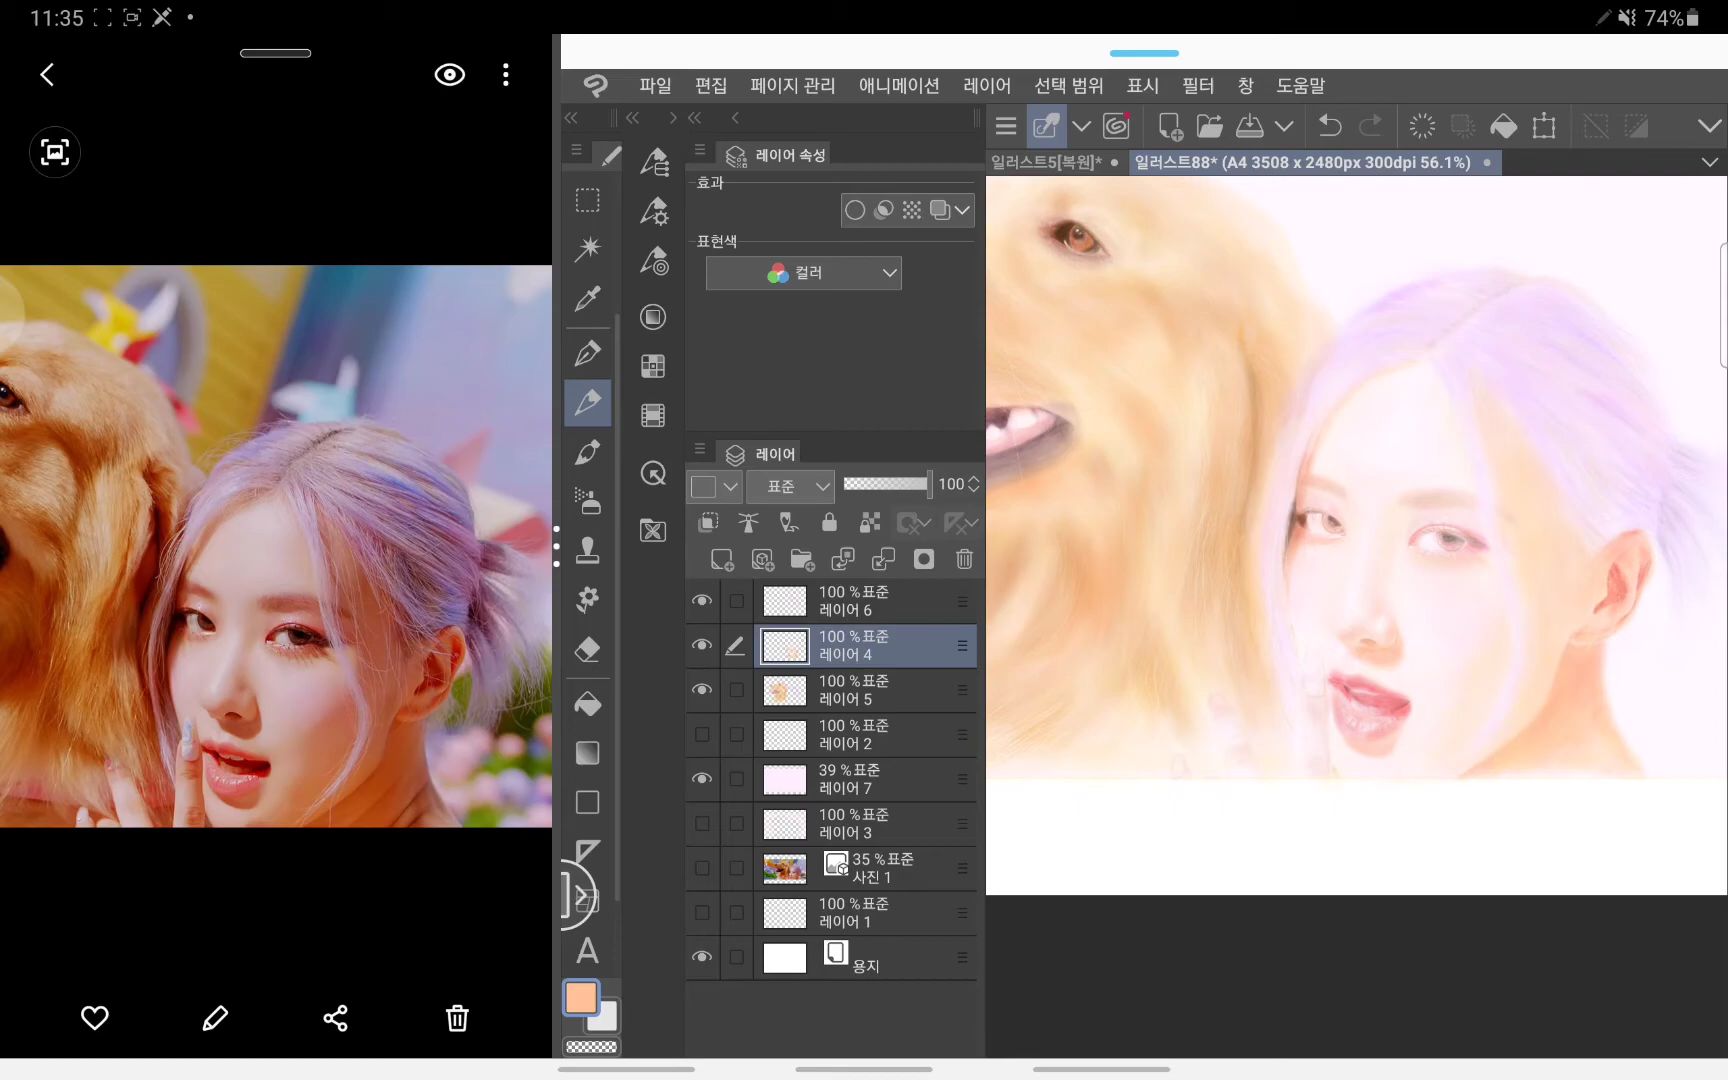 11:35
74%
파일 편집 페이지 관리 애니메이션 레이어 선택 범위 표시 필터 창 도움말
일러스트5[복원]*
일러스트88* (A4 3508 x 2480px 300dpi 56.1%)
레이어 속성
효과
표현색
컬러
레이어
표준
100
100 %표준
레이어 6
100 %표준
레이어 4
100 %표준
레이어 5
100 %표준
레이어 2
39 %표준
레이어 7
100 %표준
레이어 3
35 %표준
사진 1
100 %표준
레이어 1
용지
A